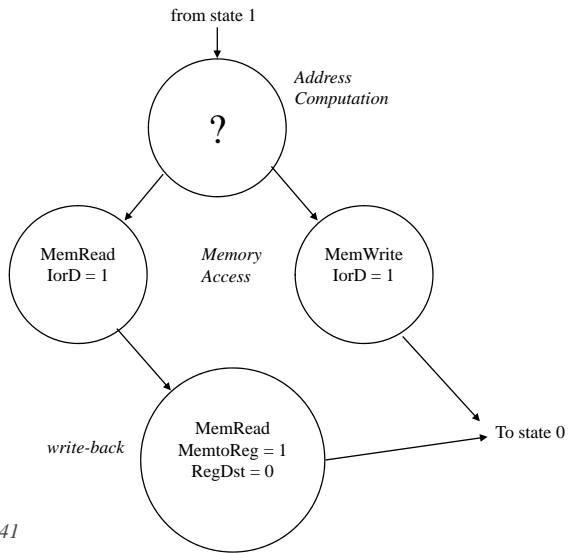 from state 1
Address
Computation
?
MemRead
IorD = 1
Memory
Access
MemWrite
IorD = 1
write-back
MemRead
MemtoReg = 1
RegDst = 0
To state 0
41